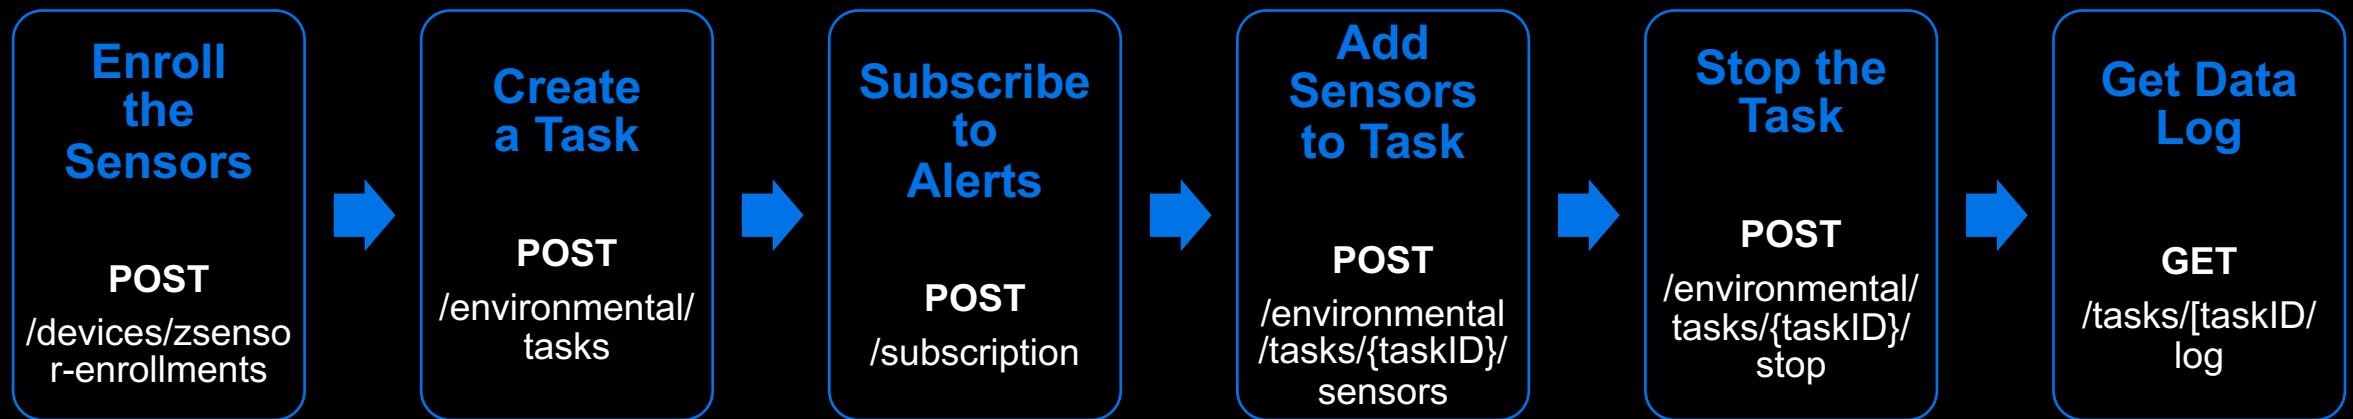 Enroll
the
Sensors
POST
/devices/zsenso
r-enrollments
Create
a Task
POST
/environmental/
tasks
Subscribe
to
Alerts
POST
/subscription
Add
Sensors
to Task
POST
/environmental
/tasks/{taskID}/
sensors
Stop the
Task
POST
/environmental/
tasks/{taskID}/
stop
Get Data
Log
GET
/tasks/[taskID/
log